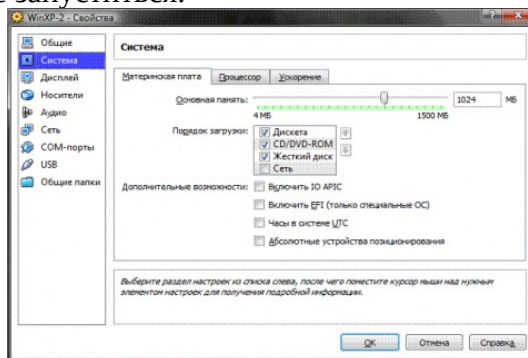 запуститься.
WinXP-2 - Свойства
Общие
Система
Дисплей
Носители
Аудио
Сеть
COM-порты
USB
Общие папки
Система
Материнская плата Процессор Ускорение
Основная память: 1024 МБ
4 МБ 1500 МБ
Порядок загрузки: Дискета
CD/DVD-ROM
Жесткий диск
Сеть
Дополнительные возможности: Включить IO APIC
Включить EFI (только специальные ОС)
Часы в системе UTC
Абсолютные устройства позиционирования
Выберите раздел настроек из списка слева, после чего поместите курсор мыши над нужным
элементом настроек для получения подробной информации.
OK Отмена Справка